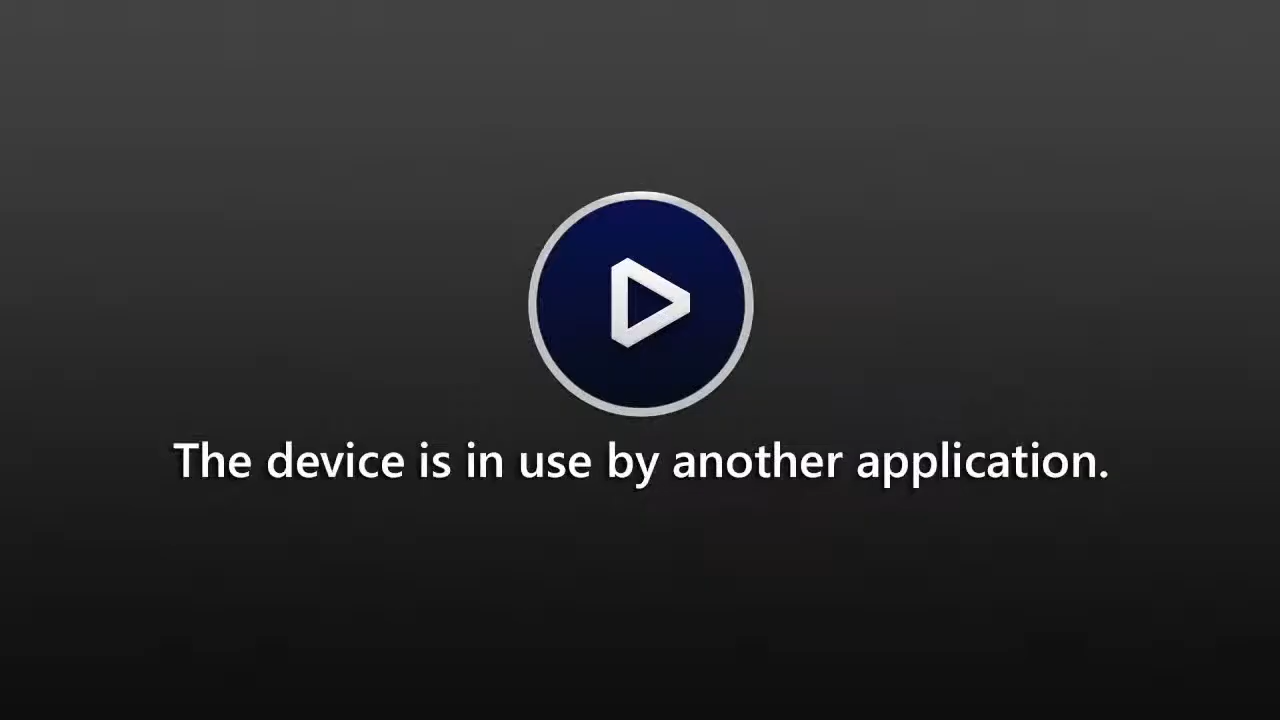 The device is in use by another application.